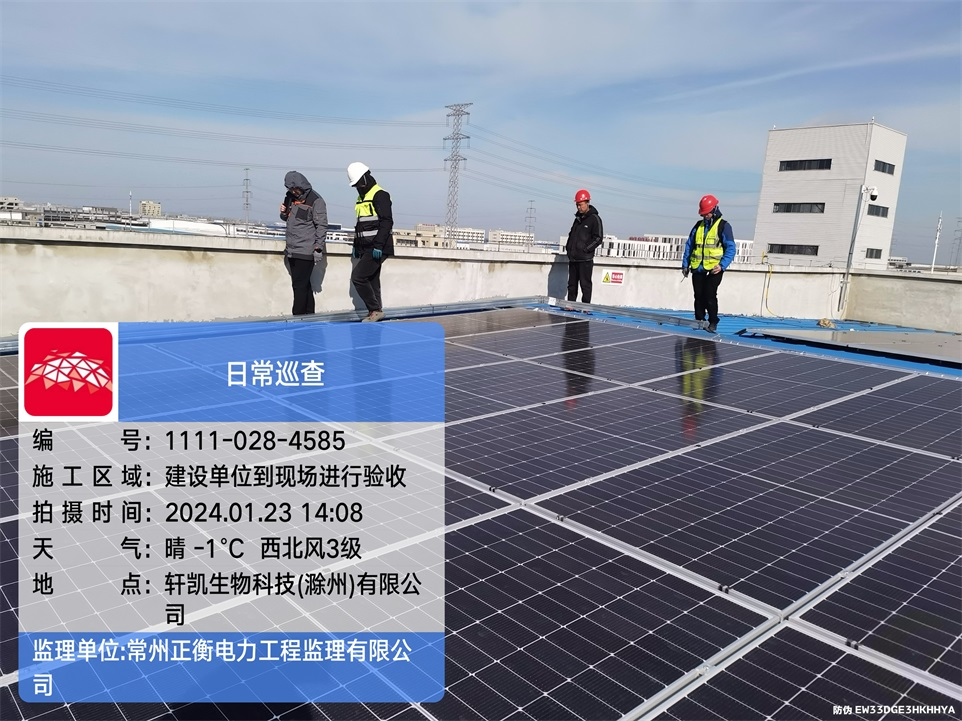 日常巡查
编 号：1111-028-4585
施工区域：建设单位到现场进行验收
拍摄时间：2024.01.23 14:08
天 气：晴 -1℃ 西北风3级
地 点：轩凯生物科技(滁州)有限公
司
监理单位:常州正衡电力工程监理有限公
司
防伪 EW33DGE3HKHHYA